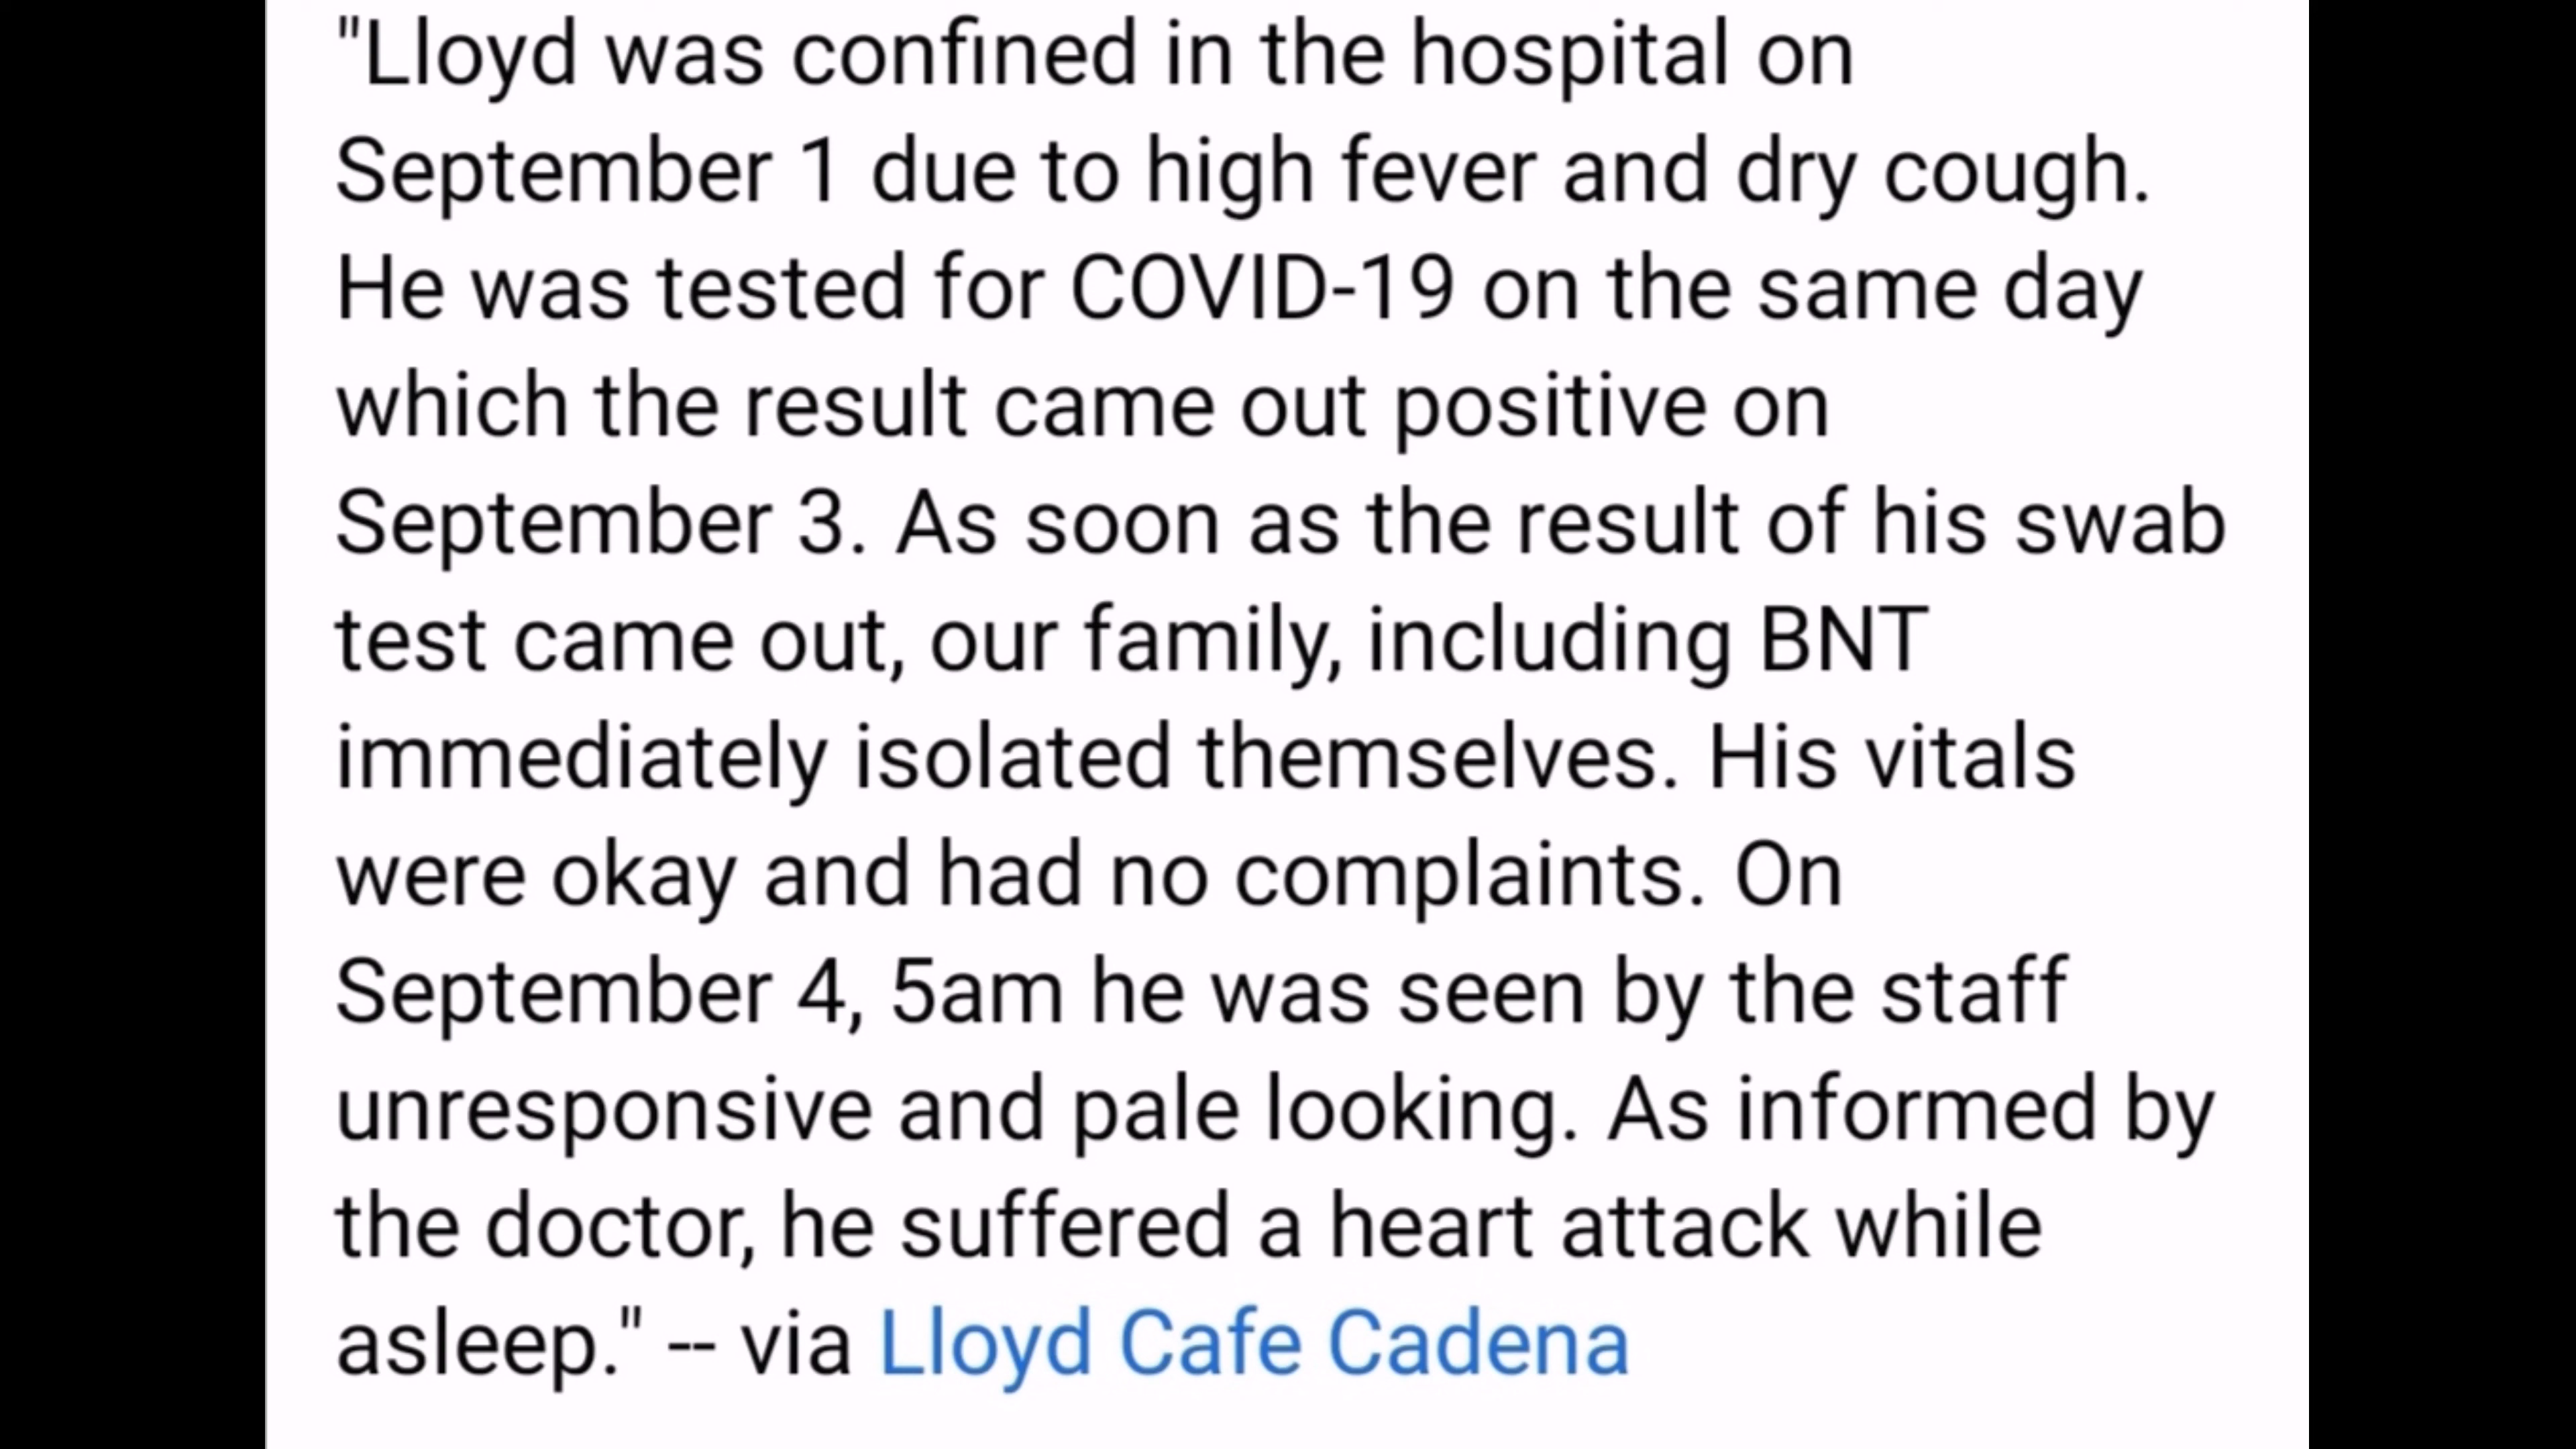 "Lloyd was confined in the hospital on
September 1 due to high fever and dry cough.
He was tested for COVID-19 on the same day
which the result came out positive on
September 3. As soon as the result of his swab
test came out, our family, including BNT
immediately isolated themselves. His vitals
were okay and had no complaints. On
September 4, 5am he was seen by the staff
unresponsive and pale looking. As informed by
the doctor, he suffered a heart attack while
asleep." -- via Lloyd Cafe Cadena